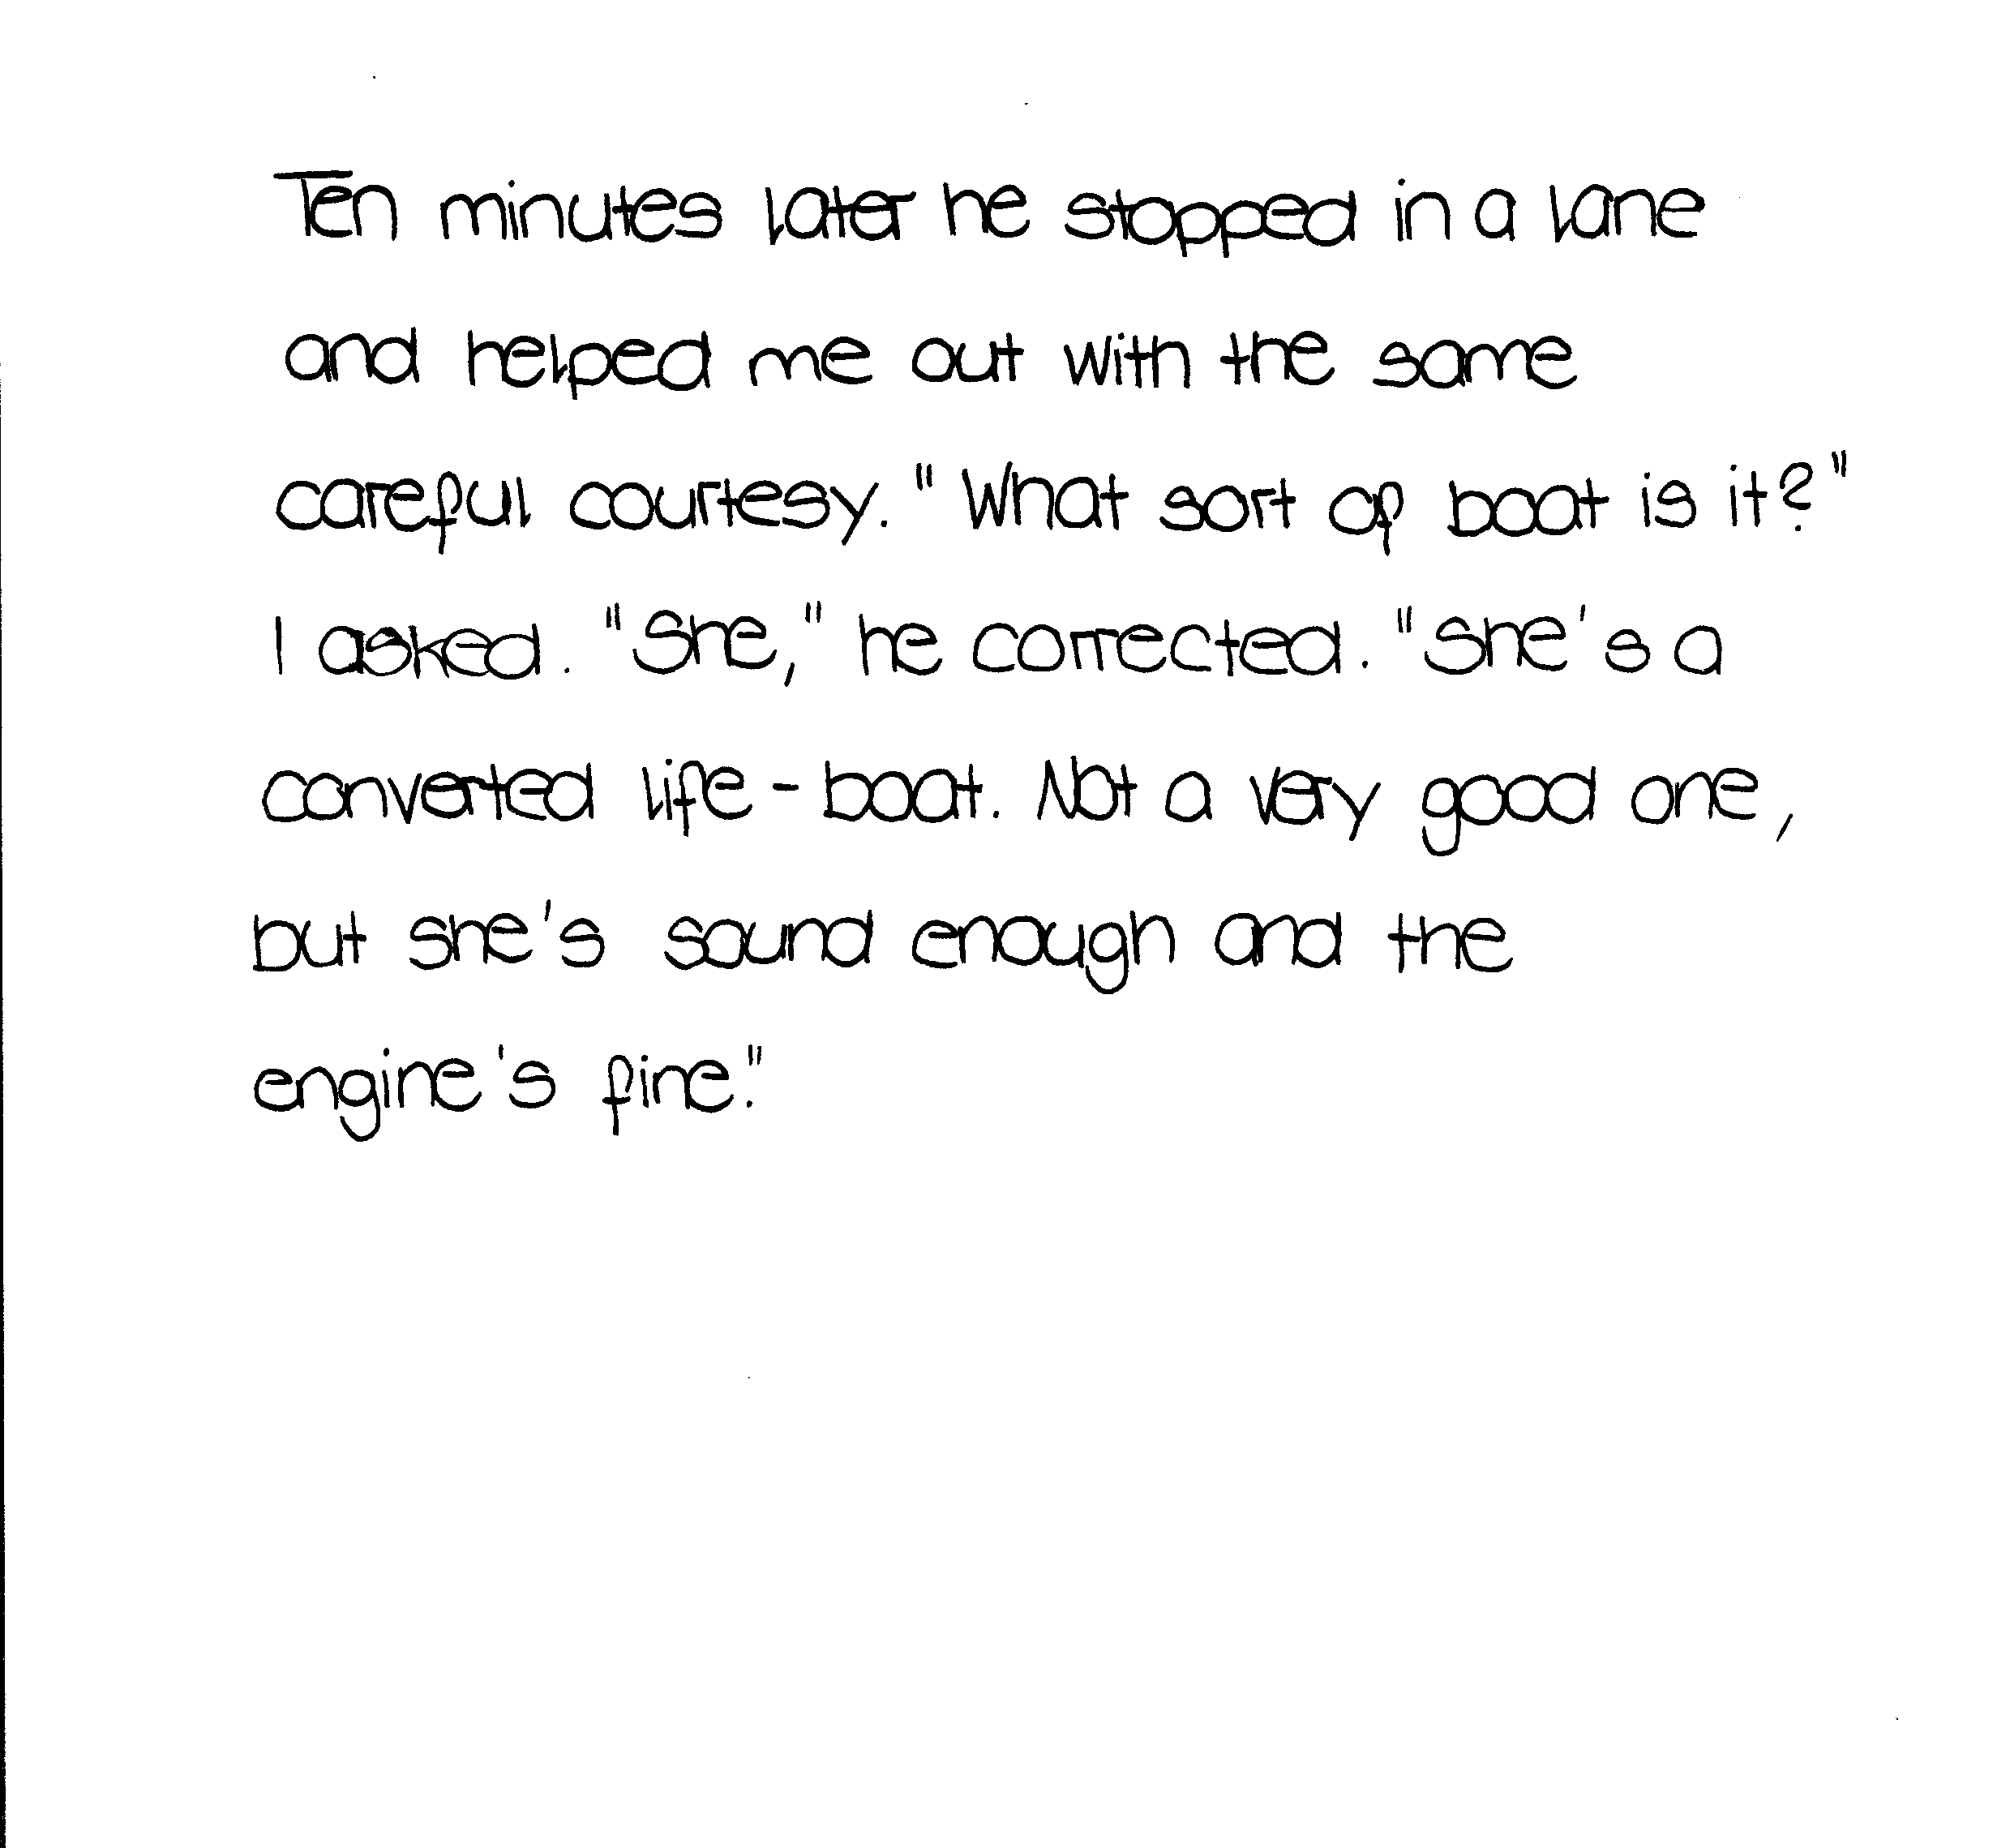 Ten minutes later he stopped in a lane
and helped me out with the same
careful courtesy. "What sort of boat is it?"
I asked. "She," he corrected. "She's a
converted life-boat. Not a very good one,
but she's sound enough and the
engine's fine."